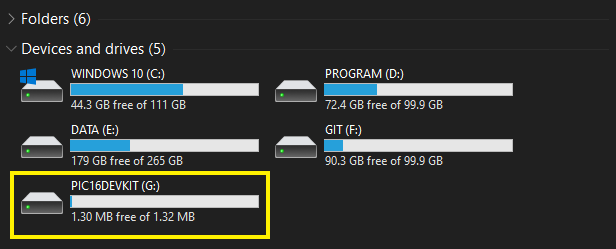 Folders (6)
Devices and drives (5)
WINDOWS 10 (C:)
44.3 GB free of 111 GB
PROGRAM (D:)
72.4 GB free of 99.9 GB
DATA (E:)
179 GB free of 265 GB
GIT (F:)
90.3 GB free of 99.9 GB
PIC16DEVKIT (G:)
1.30 MB free of 1.32 MB